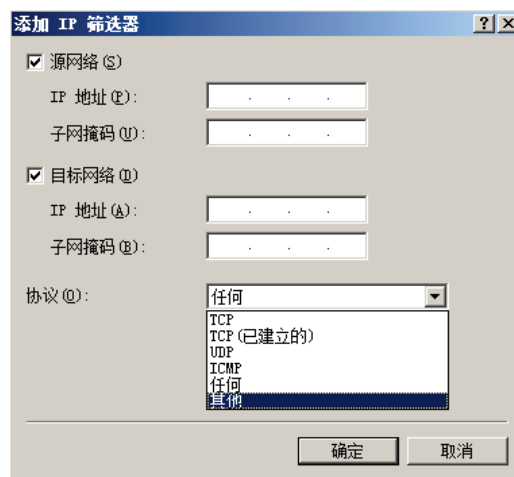 添加 IP 筛选器
源网络(S)
IP 地址(P):
子网掩码(U):
目标网络(D)
IP 地址(A):
子网掩码(B):
协议(O):
任何
TCP
TCP(已建立的)
UDP
ICMP
任何
其他
确定
取消